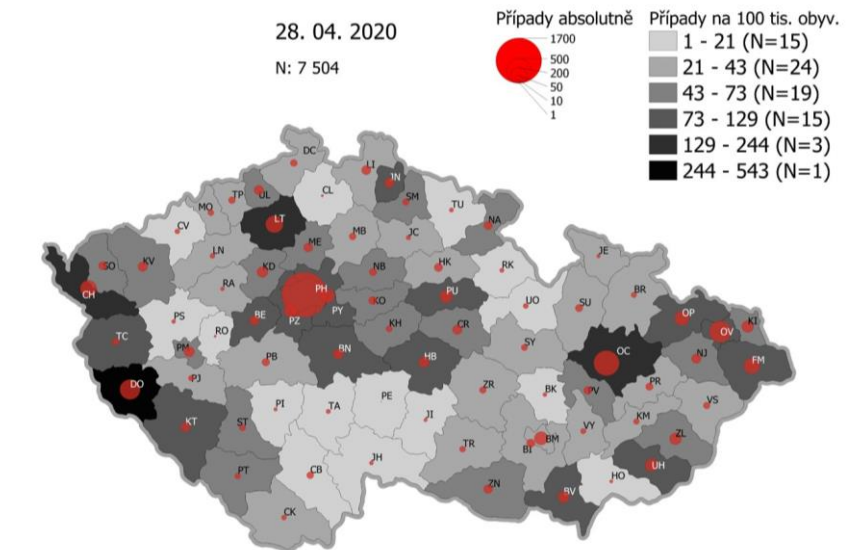 28. 04. 2020
N: 7 504
Případy absolutně
1700
500
200
50
10
1
Případy na 100 tis. obyv.
1 - 21 (N=15)
21 - 43 (N=24)
43 - 73 (N=19)
73 - 129 (N=15)
129 - 244 (N=3)
244 - 543 (N=1)
DC
LI
JN
SM
TP
UL
CL
TU
MO
LT
NA
CV
ME
MB
JC
LN
JE
SO
KV
KD
NB
HK
RK
CH
RA
PH
PU
BR
KO
UO
SU
PS
BE
PZ
PY
OP
KI
TC
RO
KH
CR
OV
PM
SY
BN
HB
OC
NJ
FM
PB
DO
PJ
ZR
BK
PV
PR
PI
TA
PE
VS
KT
ST
JI
KM
VY
BI
BM
ZL
TR
JH
PT
CB
UH
ZN
BV
HO
CK